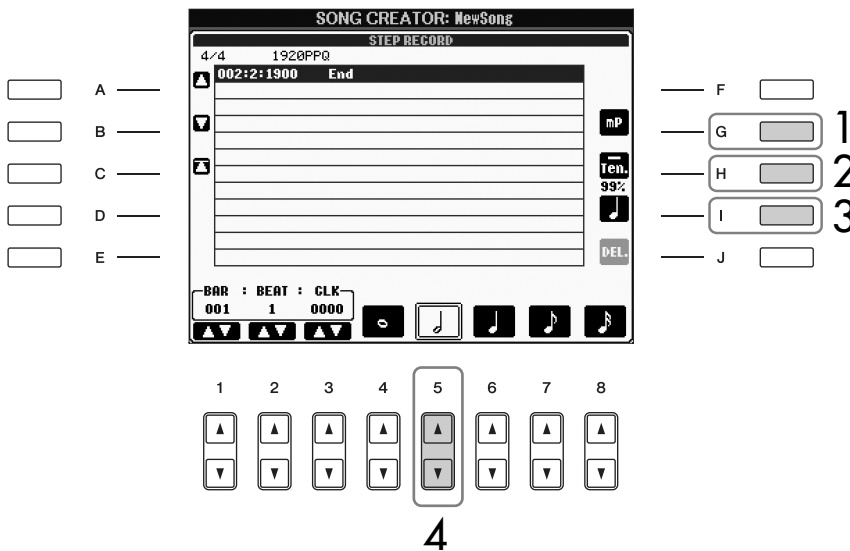 SONG CREATOR: NewSong
STEP RECORD
4/4 1920PPQ
002:2:1900 End
A
B
C
D
E
mP
Ten.
99%
DEL.
F
G 1
H 2
I 3
J
BAR : BEAT : CLK
001 1 0000
1 2 3 4 5 6 7 8
4